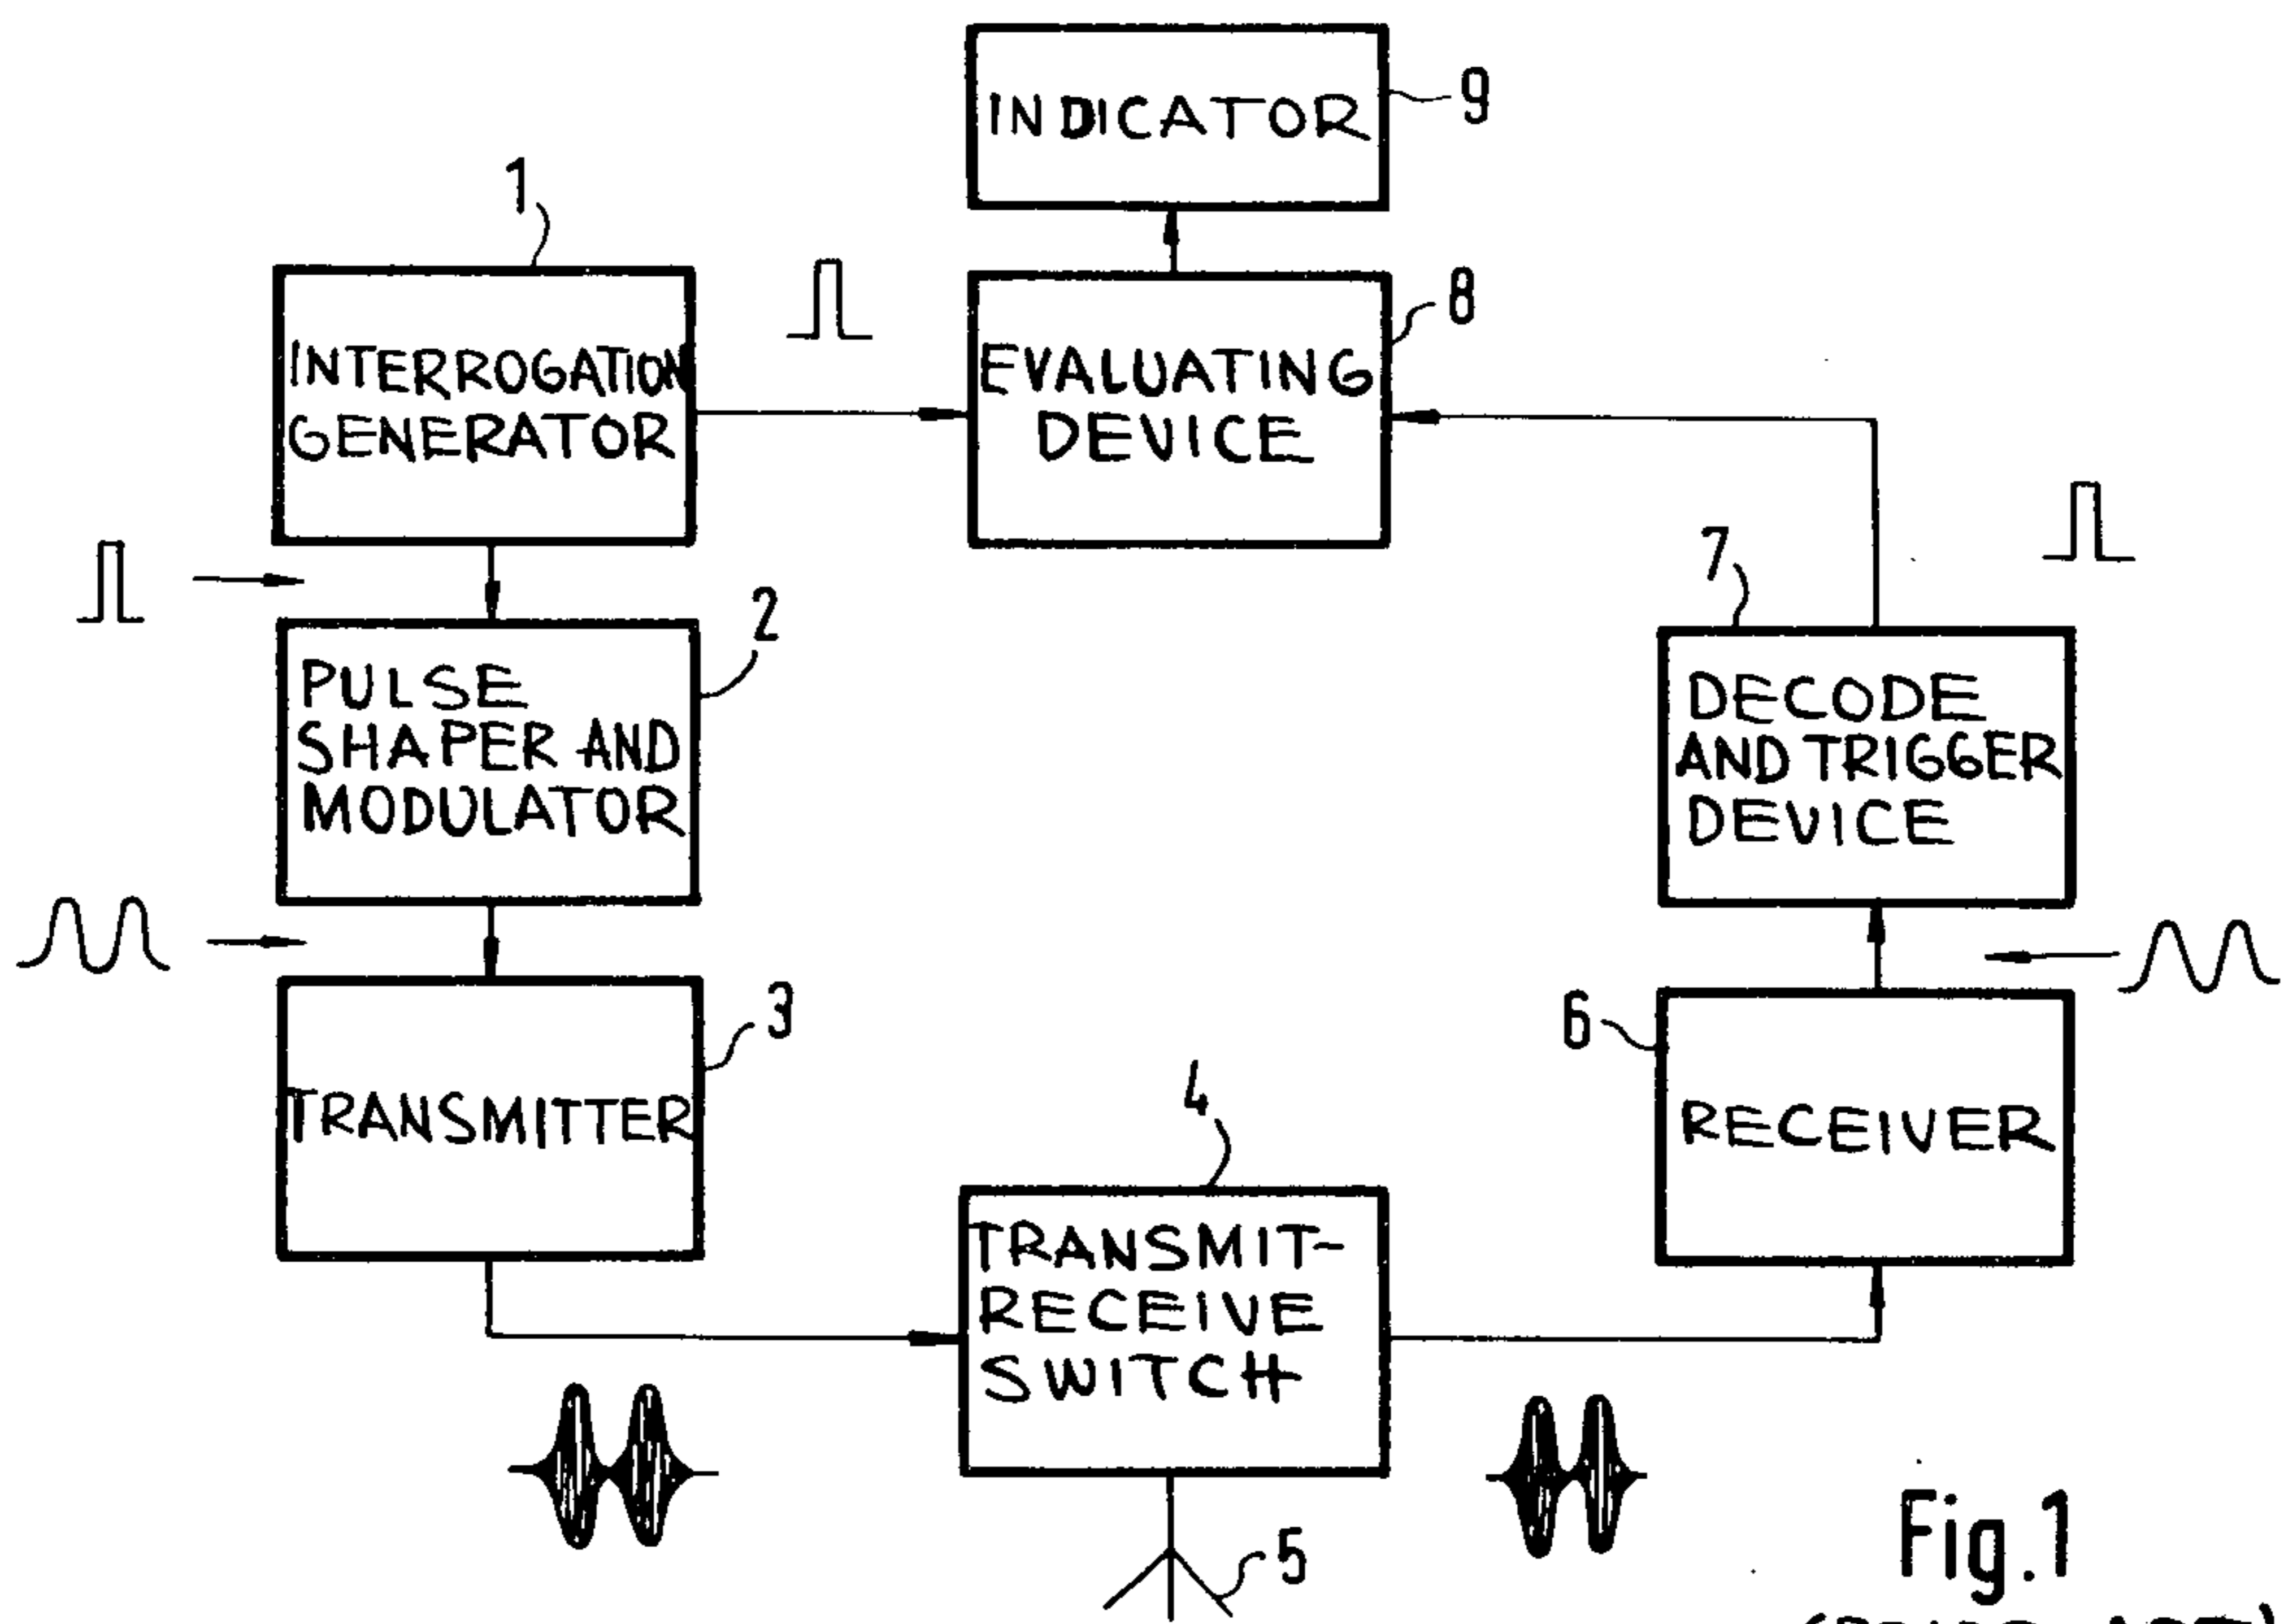 INDICATOR
9
1
INTERROGATION
GENERATOR
EVALUATING
DEVICE
8
2
PULSE
SHAPER AND
MODULATOR
7
DECODE
AND TRIGGER
DEVICE
3
TRANSMITTER
6
RECEIVER
4
TRANSMIT-
RECEIVE
SWITCH
5
Fig.1